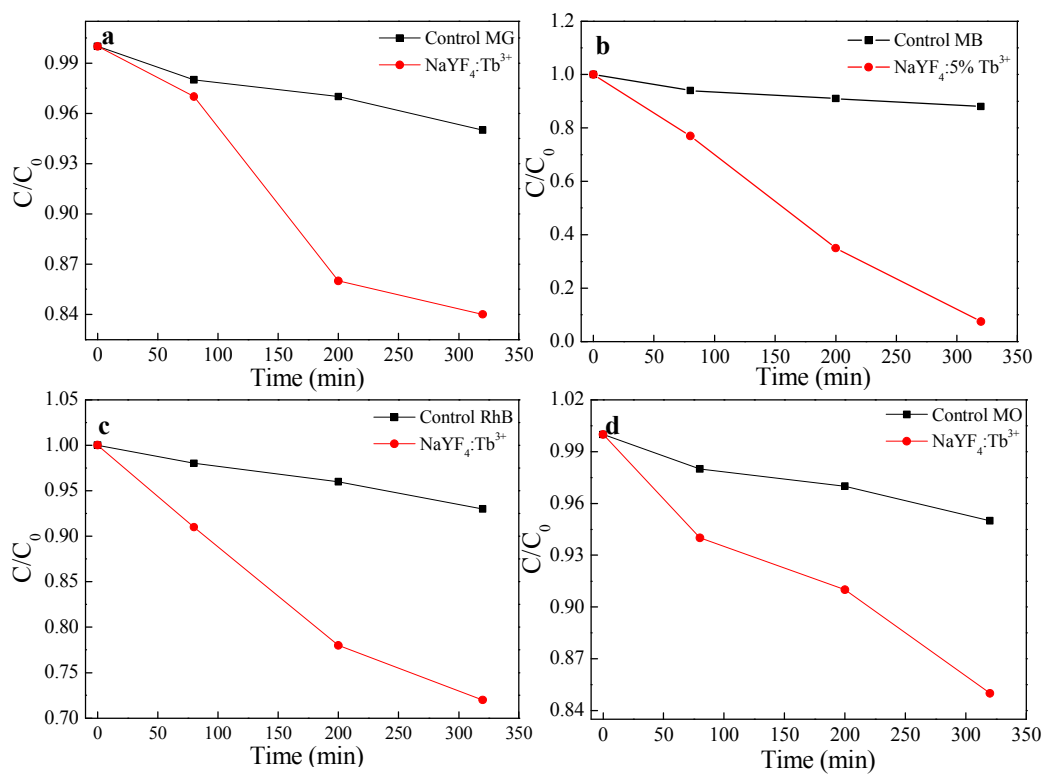 a
Control MG
NaYF₄:Tb³⁺
0.99
0.96
0.93
0.90
0.87
0.84
C/C₀
0 50 100 150 200 250 300 350
Time (min)
b
Control MB
NaYF₄:5% Tb³⁺
1.2
1.0
0.8
0.6
0.4
0.2
0.0
C/C₀
0 50 100 150 200 250 300 350
Time (min)
c
Control RhB
NaYF₄:Tb³⁺
1.05
1.00
0.95
0.90
0.85
0.80
0.75
0.70
C/C₀
0 50 100 150 200 250 300 350
Time (min)
d
Control MO
NaYF₄:Tb³⁺
1.02
0.99
0.96
0.93
0.90
0.87
0.84
C/C₀
0 50 100 150 200 250 300 350
Time (min)